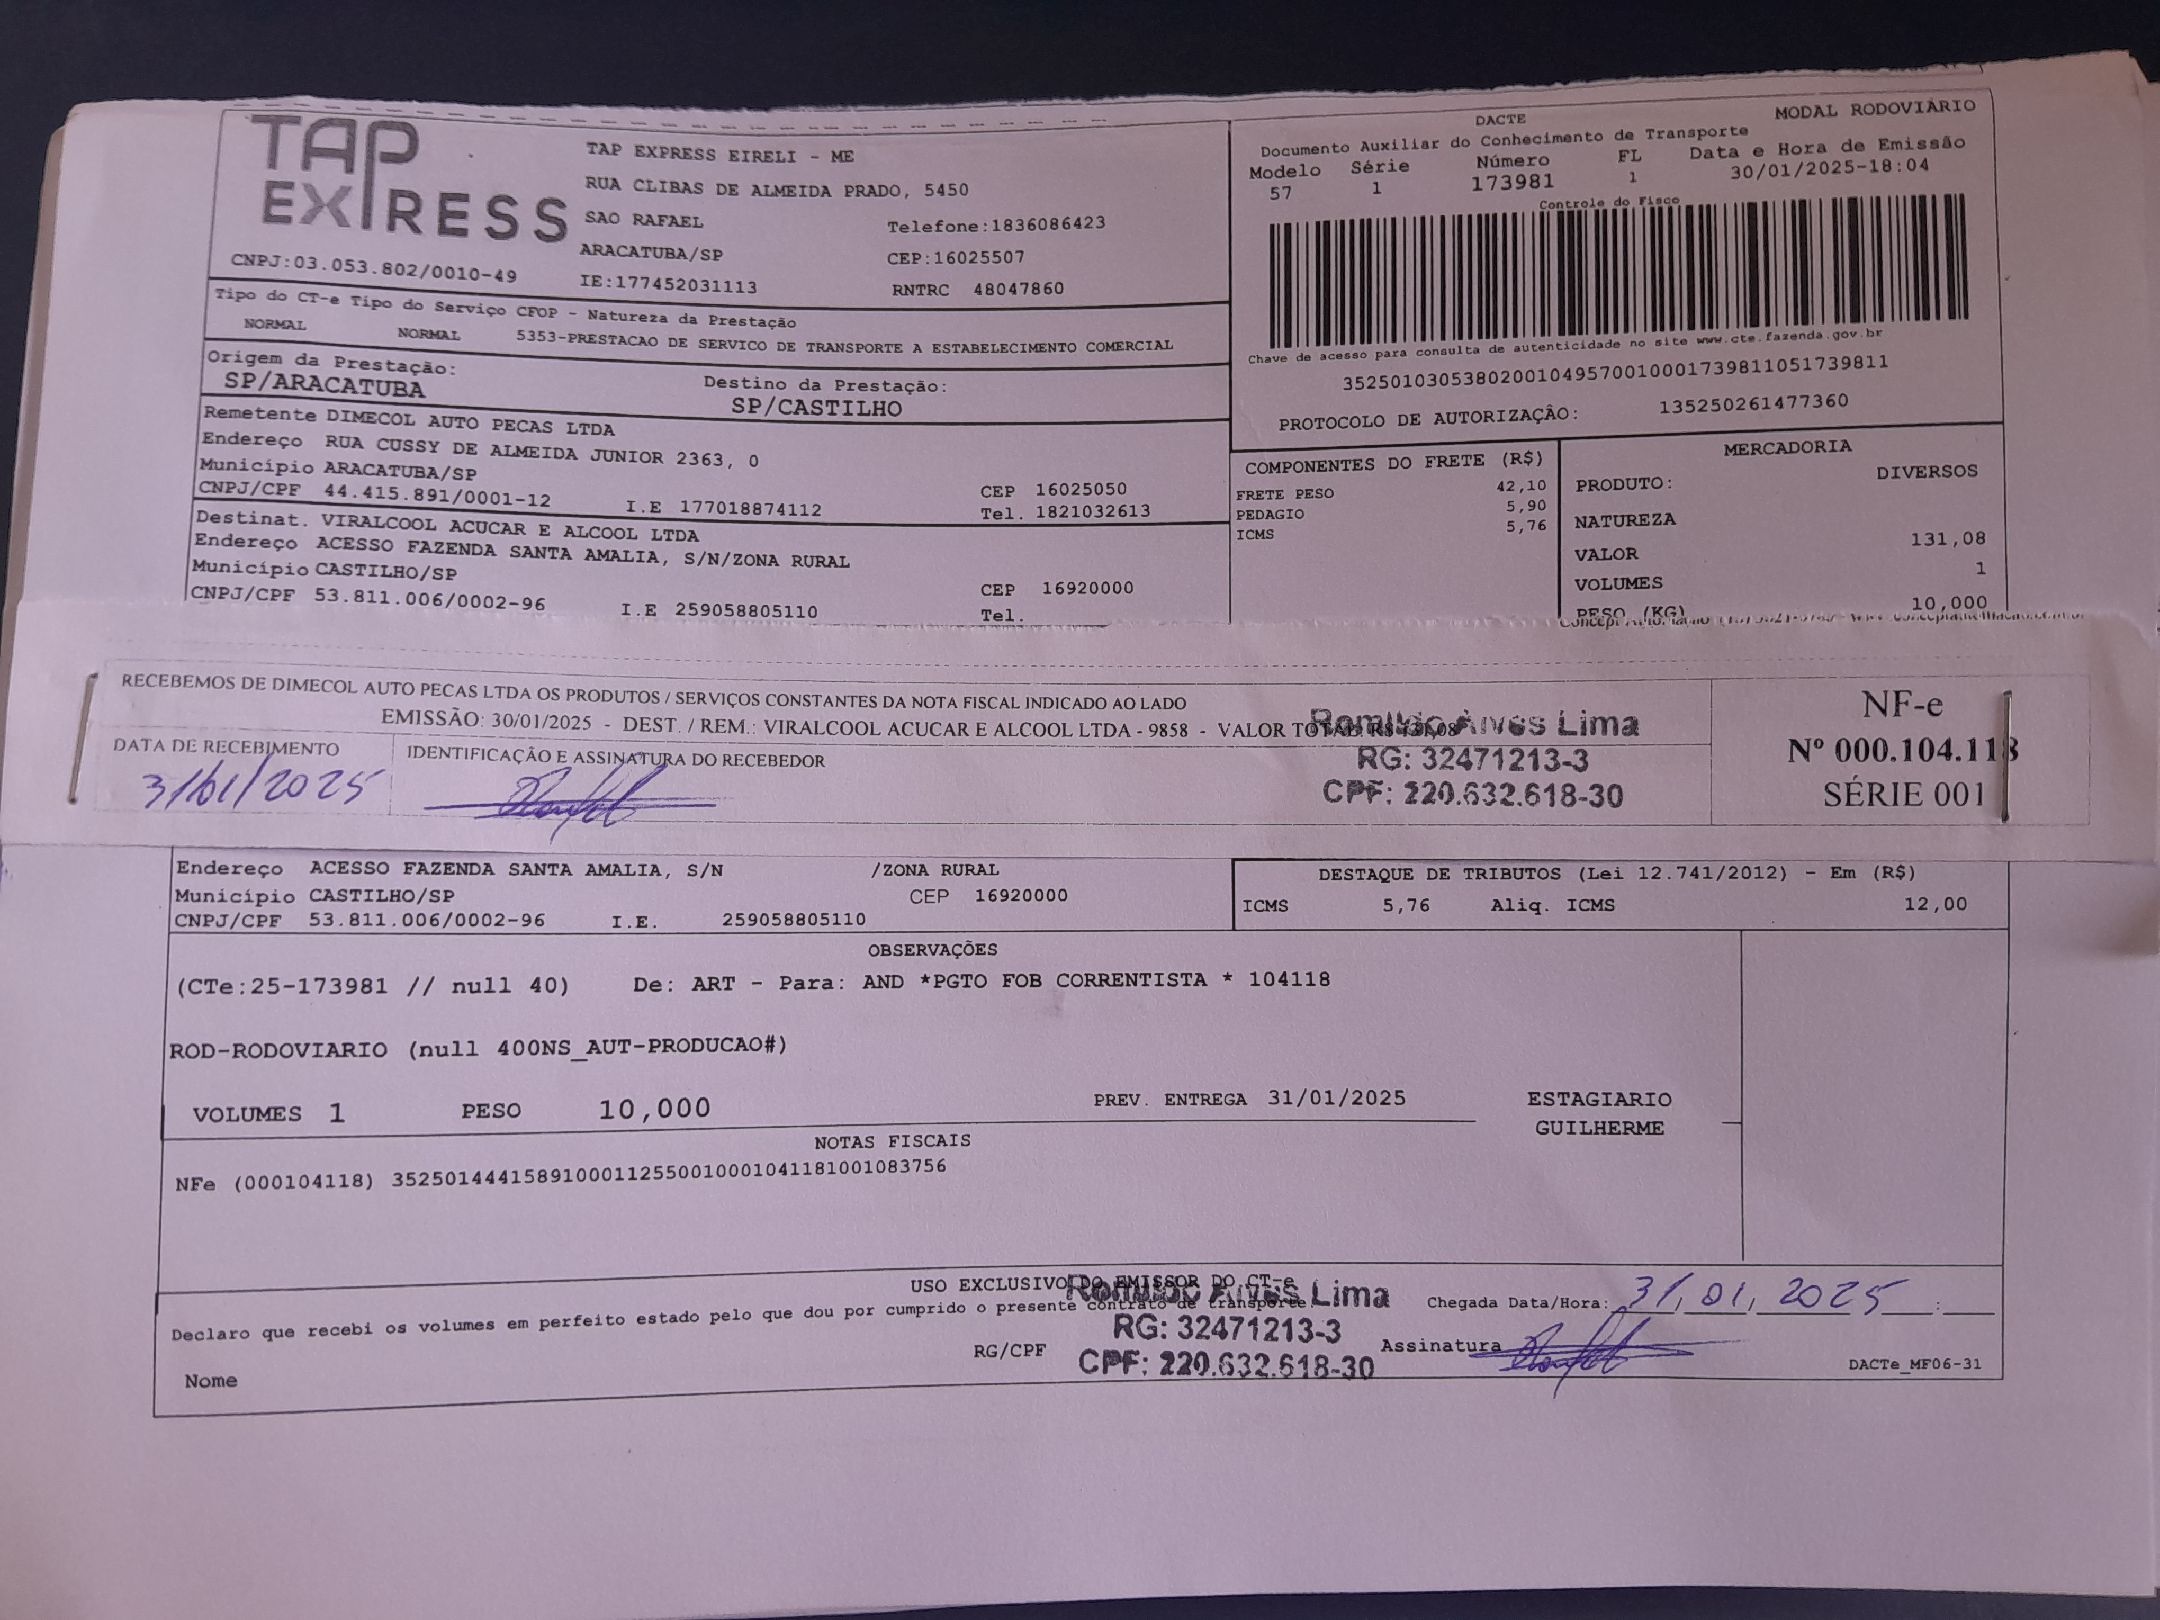 TAP EXPRESS
TAP EXPRESS EIRELI - ME
RUA CLIBAS DE ALMEIDA PRADO, 5450
SAO RAFAEL
Telefone:1836086423
ARACATUBA/SP
CEP:16025507
CNPJ:03.053.802/0010-49
IE:177452031113
RNTRC 48047860
DACTE
MODAL RODOVIÁRIO
Documento Auxiliar do Conhecimento de Transporte
Modelo Série Número FL Data e Hora de Emissão
57 1 173981 1 30/01/2025-18:04
Controle do Fisco
Chave de acesso para consulta de autenticidade no site www.cte.fazenda.gov.br
35250103053802001049570010001739811051739811
PROTOCOLO DE AUTORIZAÇÃO: 135250261477360
Tipo do CT-e Tipo do Serviço CFOP - Natureza da Prestação
NORMAL NORMAL 5353-PRESTACAO DE SERVICO DE TRANSPORTE A ESTABELECIMENTO COMERCIAL
Origem da Prestação: Destino da Prestação:
SP/ARACATUBA SP/CASTILHO
Remetente DIMECOL AUTO PECAS LTDA
Endereço RUA CUSSY DE ALMEIDA JUNIOR 2363, 0
Município ARACATUBA/SP CEP 16025050
CNPJ/CPF 44.415.891/0001-12 I.E 177018874112 Tel. 1821032613
Destinat. VIRALCOOL ACUCAR E ALCOOL LTDA
Endereço ACESSO FAZENDA SANTA AMALIA, S/N/ZONA RURAL
Município CASTILHO/SP CEP 16920000
CNPJ/CPF 53.811.006/0002-96 I.E 259058805110 Tel.
COMPONENTES DO FRETE (R$)
FRETE PESO 42,10
PEDAGIO 5,90
ICMS 5,76
MERCADORIA
PRODUTO: DIVERSOS
NATUREZA
VALOR 131,08
VOLUMES 1
PESO (KG) 10,000
RECEBEMOS DE DIMECOL AUTO PECAS LTDA OS PRODUTOS / SERVIÇOS CONSTANTES DA NOTA FISCAL INDICADO AO LADO
EMISSÃO: 30/01/2025 - DEST. / REM.: VIRALCOOL ACUCAR E ALCOOL LTDA - 9858 - VALOR TOTAL: R$
DATA DE RECEBIMENTO
31/01/2025
IDENTIFICAÇÃO E ASSINATURA DO RECEBEDOR
Romildo Alves Lima
RG: 32471213-3
CPF: 220.632.618-30
NF-e
Nº 000.104.118
SÉRIE 001
Endereço ACESSO FAZENDA SANTA AMALIA, S/N /ZONA RURAL
Município CASTILHO/SP CEP 16920000
CNPJ/CPF 53.811.006/0002-96 I.E. 259058805110
DESTAQUE DE TRIBUTOS (Lei 12.741/2012) - Em (R$)
ICMS 5,76 Aliq. ICMS 12,00
OBSERVAÇÕES
(CTe:25-173981 // null 40) De: ART - Para: AND *PGTO FOB CORRENTISTA * 104118
ROD-RODOVIARIO (null 400NS_AUT-PRODUCAO#)
VOLUMES 1 PESO 10,000 PREV. ENTREGA 31/01/2025
ESTAGIARIO
GUILHERME
NOTAS FISCAIS
NFe (000104118) 35250144415891000112550010001041181001083756
USO EXCLUSIVO DO EMISSOR DO CT-e
Declaro que recebi os volumes em perfeito estado pelo que dou por cumprido o presente contrato de transporte.
Romildo Alves Lima
RG: 32471213-3
CPF: 220.632.618-30
Chegada Data/Hora: 31, 01, 2025 :
RG/CPF
Assinatura
Nome
DACTe_MF06-31